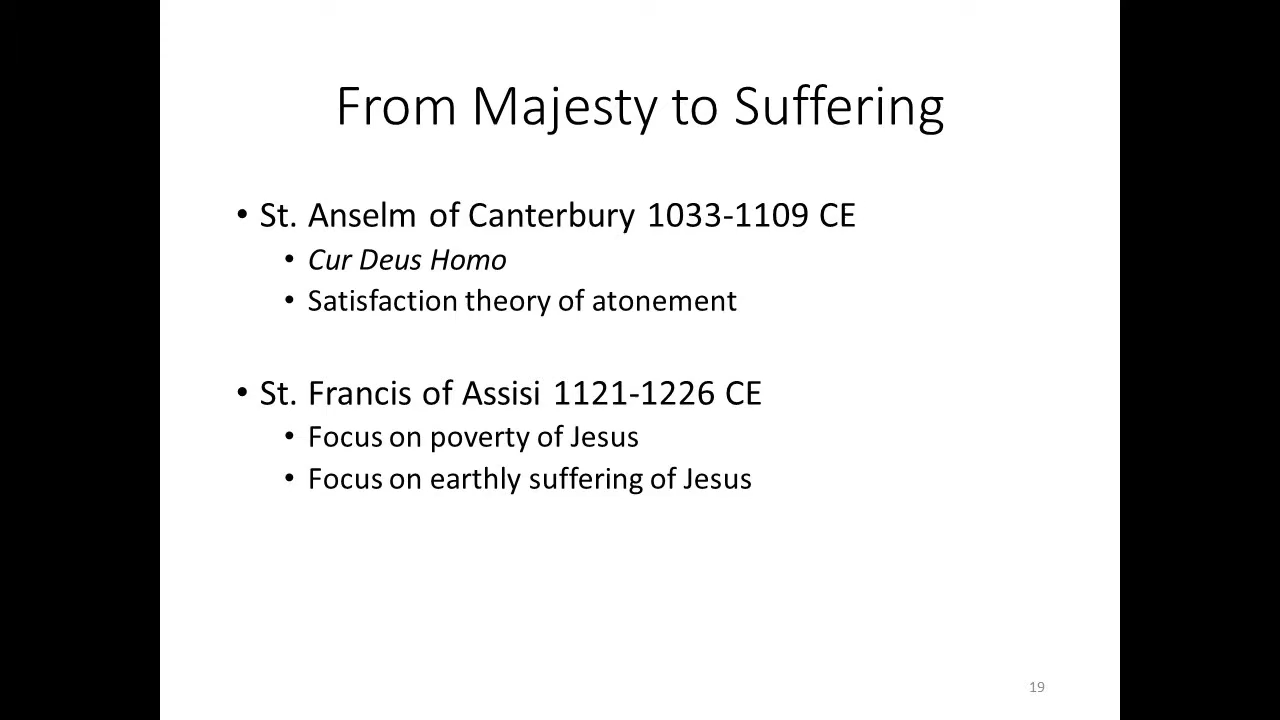 From Majesty to Suffering
• St. Anselm of Canterbury 1033-1109 CE
• Cur Deus Homo
• Satisfaction theory of atonement
• St. Francis of Assisi 1121-1226 CE
• Focus on poverty of Jesus
• Focus on earthly suffering of Jesus
19